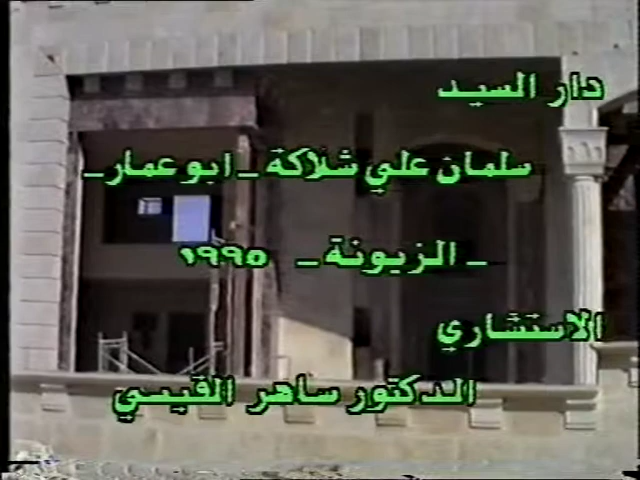 دار السيد
سلمان علي شلاكة - ابو عمار -
- الزيونة - ١٩٩٥
الاستشاري
الدكتور ساهر القيسي